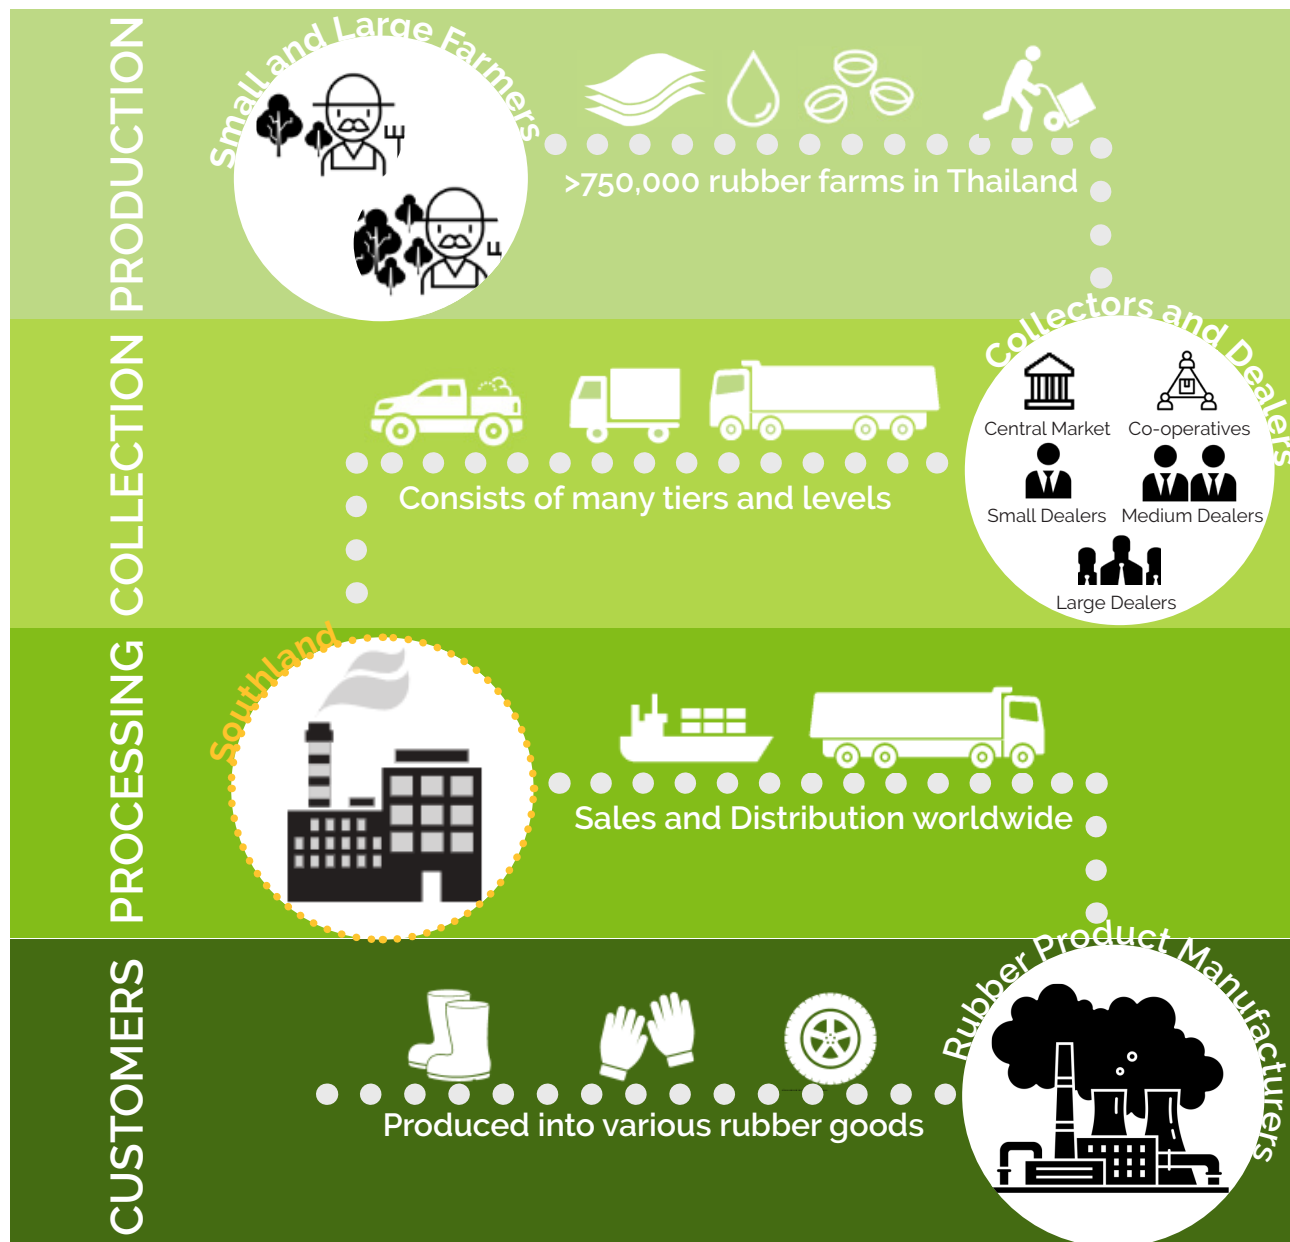 PRODUCTION
Small and Large Farmers
>750,000 rubber farms in Thailand
COLLECTION
Collectors and Dealers
Central Market
Co-operatives
Small Dealers
Medium Dealers
Large Dealers
Consists of many tiers and levels
PROCESSING
Southland
Sales and Distribution worldwide
CUSTOMERS
Rubber Product Manufacturers
Produced into various rubber goods